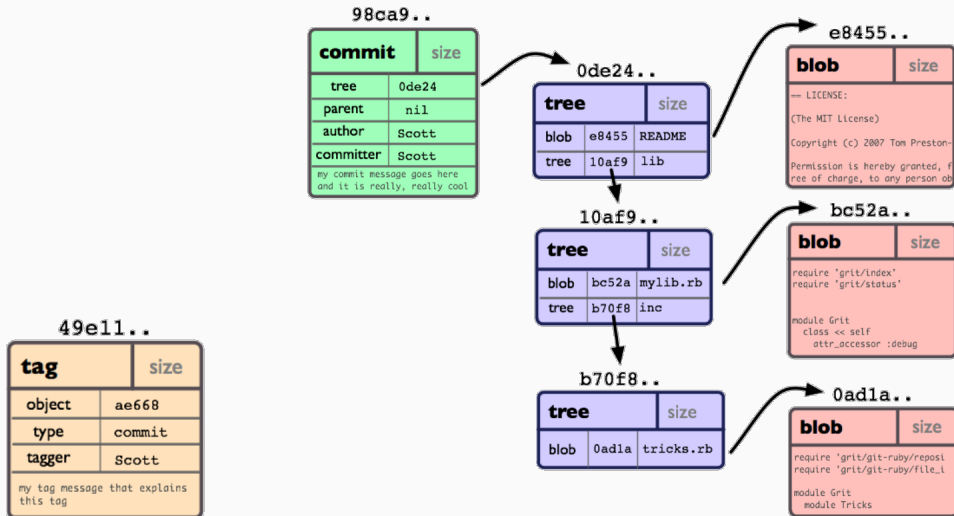 98ca9..
commit size
tree 0de24
parent nil
author Scott
committer Scott
my commit message goes here
and it is really, really cool
0de24..
tree size
blob e8455 README
tree 10af9 lib
e8455..
blob size
== LICENSE:
(The MIT License)
Copyright (c) 2007 Tom Preston-
Permission is hereby granted, f
ree of charge, to any person ob
10af9..
tree size
blob bc52a mylib.rb
tree b70f8 inc
bc52a..
blob size
require 'grit/index'
require 'grit/status'
module Grit
class << self
attr_accessor :debug
49e11..
tag size
object ae668
type commit
tagger Scott
my tag message that explains
this tag
b70f8..
tree size
blob 0ad1a tricks.rb
0ad1a..
blob size
require 'grit/git-ruby/reposi
require 'grit/git-ruby/file_i
module Grit
module Tricks